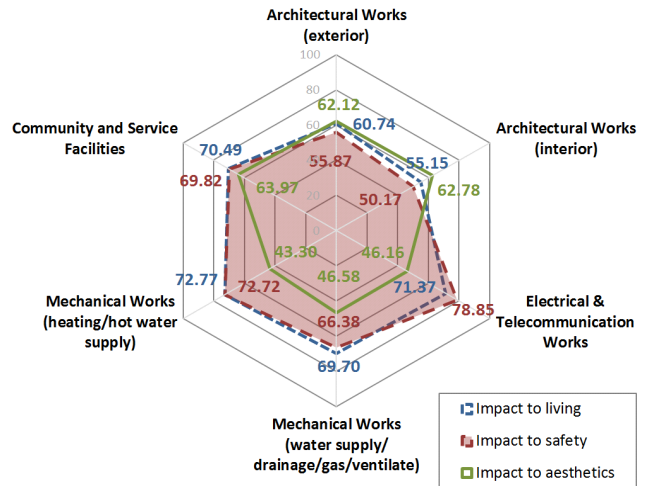 Architectural Works
(exterior)
100
80
62.12
60
60.74
Community and Service
Facilities
Architectural Works
(interior)
70.49
55.87
55.15
69.82
63.97
50.17
62.78
20
0
43.30
46.16
46.58
72.77
72.72
71.37
Mechanical Works
(heating/hot water
supply)
66.38
78.85
Electrical &
Telecommunication
Works
69.70
Mechanical Works
(water supply/
drainage/gas/ventilate)
Impact to living
Impact to safety
Impact to aesthetics